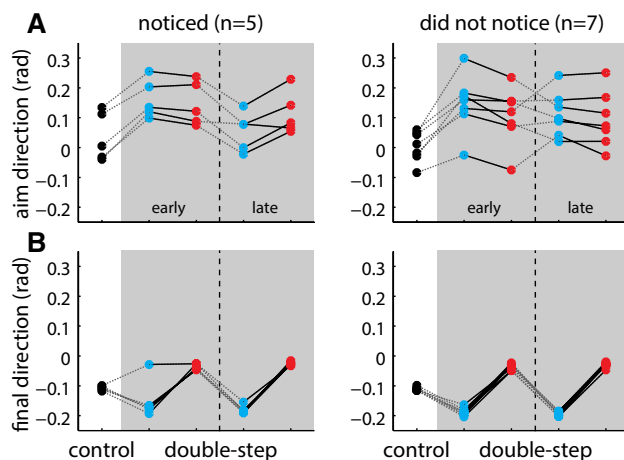 A noticed (n=5) did not notice (n=7)
aim direction (rad)
0.3 0.3
0.2 0.2
0.1 0.1
0 0
−0.1 −0.1
−0.2 −0.2
early late early late
B
final direction (rad)
0.3 0.3
0.2 0.2
0.1 0.1
0 0
−0.1 −0.1
−0.2 −0.2
control double-step control double-step